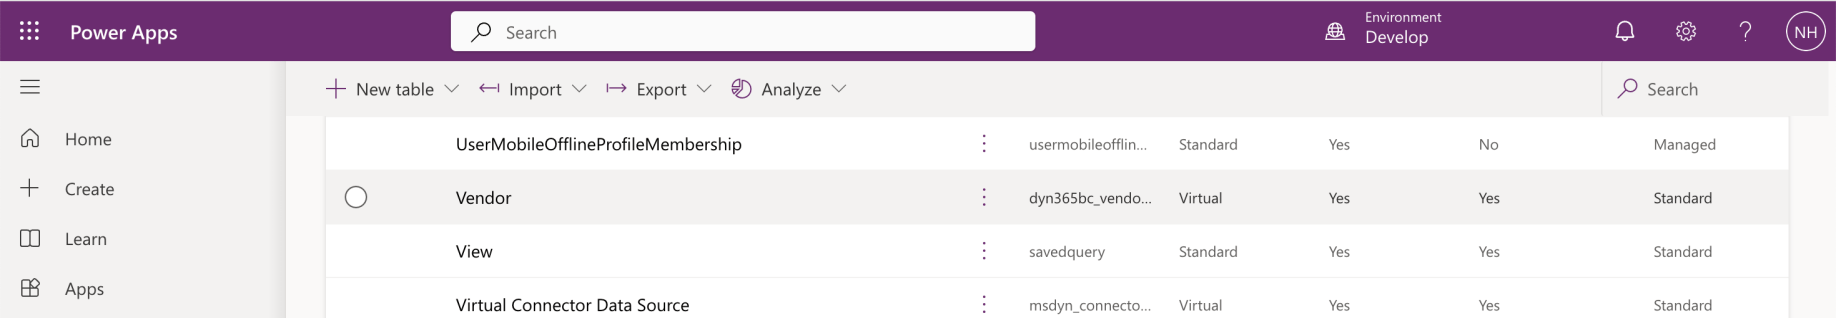 Power Apps
Search
Environment
Develop
?
NH
New table
Import
Export
Analyze
Search
Home
Create
Learn
Apps
UserMobileOfflineProfileMembership usermobileofflin... Standard Yes No Managed
Vendor dyn365bc_vendo... Virtual Yes Yes Standard
View savedquery Standard Yes Yes Standard
Virtual Connector Data Source msdyn_connecto... Virtual Yes Yes Standard